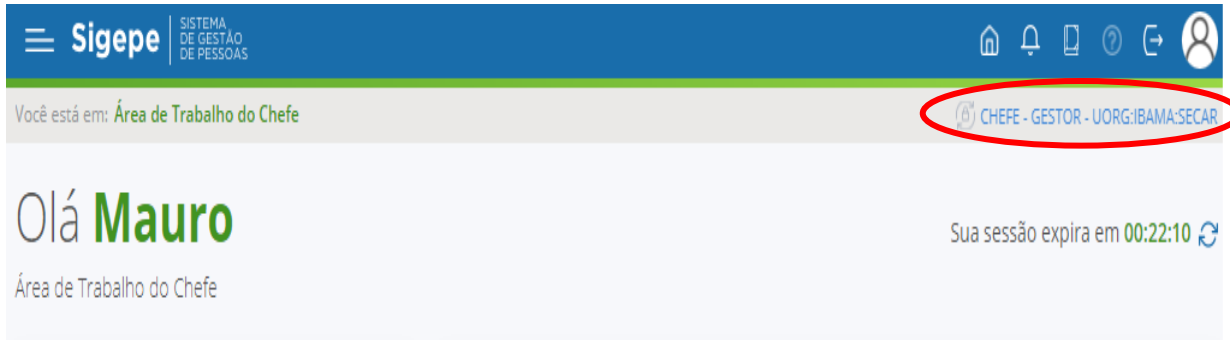 Sigepe SISTEMA
DE GESTÃO
DE PESSOAS
Você está em: Área de Trabalho do Chefe
CHEFE - GESTOR - UORG:IBAMA:SECAR
Olá Mauro
Sua sessão expira em 00:22:10
Área de Trabalho do Chefe